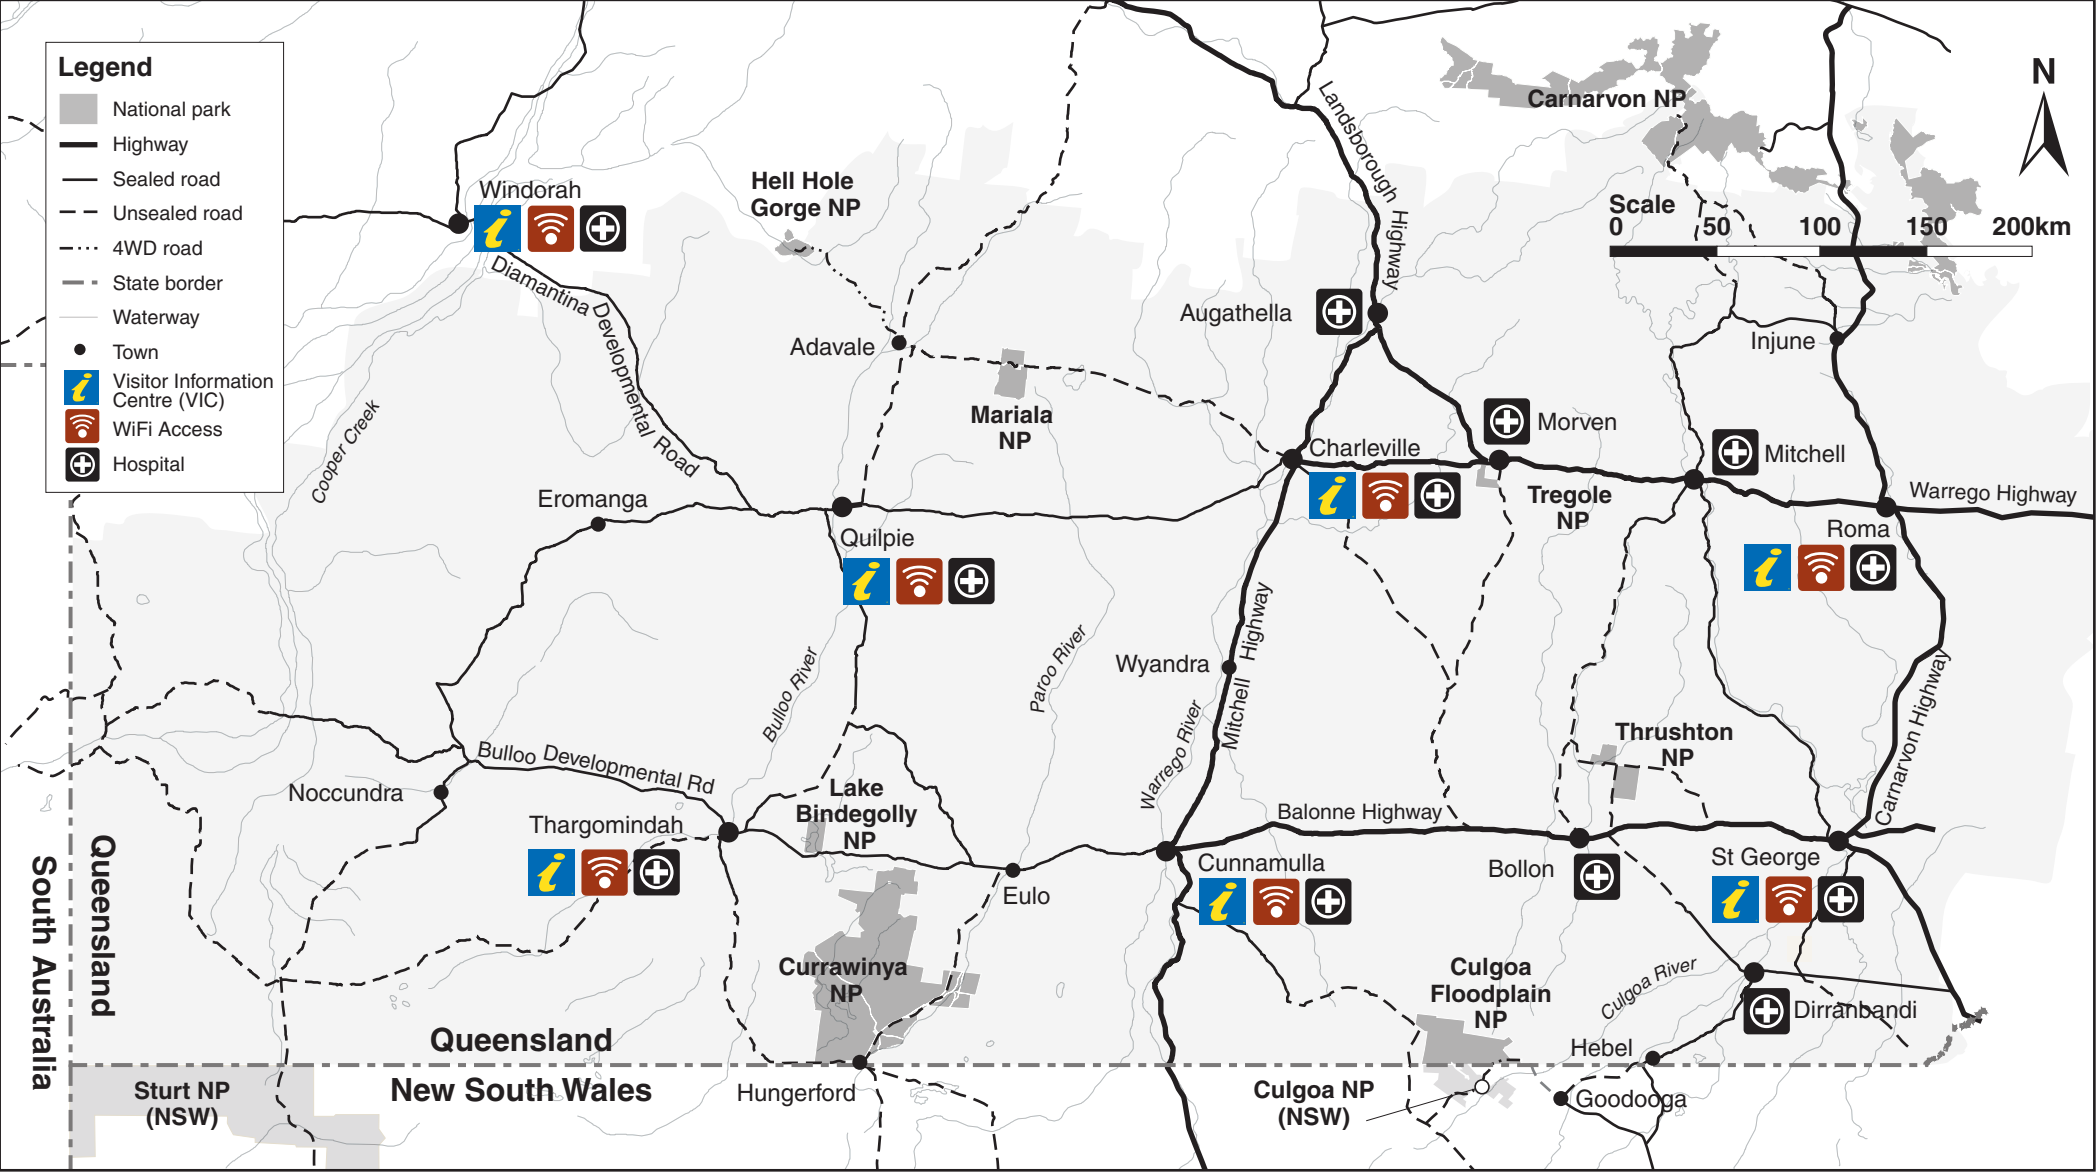 Legend
National park
Highway
Sealed road
Unsealed road
4WD road
State border
Waterway
Town
Visitor Information
Centre (VIC)
WiFi Access
Hospital
N
Scale
0 50 100 150 200km
Carnarvon NP
Landsborough Highway
Windorah
Hell Hole
Gorge NP
Diamantina Developmental Road
Cooper Creek
Adavale
Mariala
NP
Augathella
Injune
Morven
Mitchell
Charleville
Tregole
NP
Warrego Highway
Roma
Eromanga
Quilpie
Bulloo River
Paroo River
Wyandra
Mitchell Highway
Warrego River
Carnarvon Highway
Thrushton
NP
Bulloo Developmental Rd
Noccundra
Lake
Bindegolly
NP
Thargomindah
Balonne Highway
Cunnamulla
Bollon
St George
Eulo
Queensland
South Australia
Currawinya
NP
Culgoa
Floodplain
NP
Culgoa River
Dirranbandi
Hebel
Queensland
New South Wales
Sturt NP
(NSW)
Hungerford
Culgoa NP
(NSW)
Goodooga